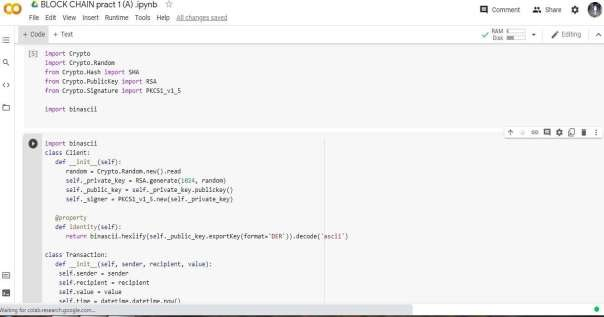 BLOCK CHAIN pract 1 (A) .ipynb
Comment
Share
File Edit View Insert Runtime Tools Help All changes saved
+ Code + Text
RAM
Disk
Editing
[5]
import Crypto
import Crypto.Random
from Crypto.Hash import SHA
from Crypto.PublicKey import RSA
from Crypto.Signature import PKCS1_v1_5
import binascii
import binascii
class Client:
def __init__(self):
random = Crypto.Random.new().read
self._private_key = RSA.generate(1024, random)
self._public_key = self._private_key.publickey()
self._signer = PKCS1_v1_5.new(self._private_key)
@property
def identity(self):
return binascii.hexlify(self._public_key.exportKey(format='DER')).decode('ascii')
class Transaction:
def __init__(self, sender, recipient, value):
self.sender = sender
self.recipient = recipient
self.value = value
self.time = datetime.datetime.now()
Waiting for colab.research.google.com...